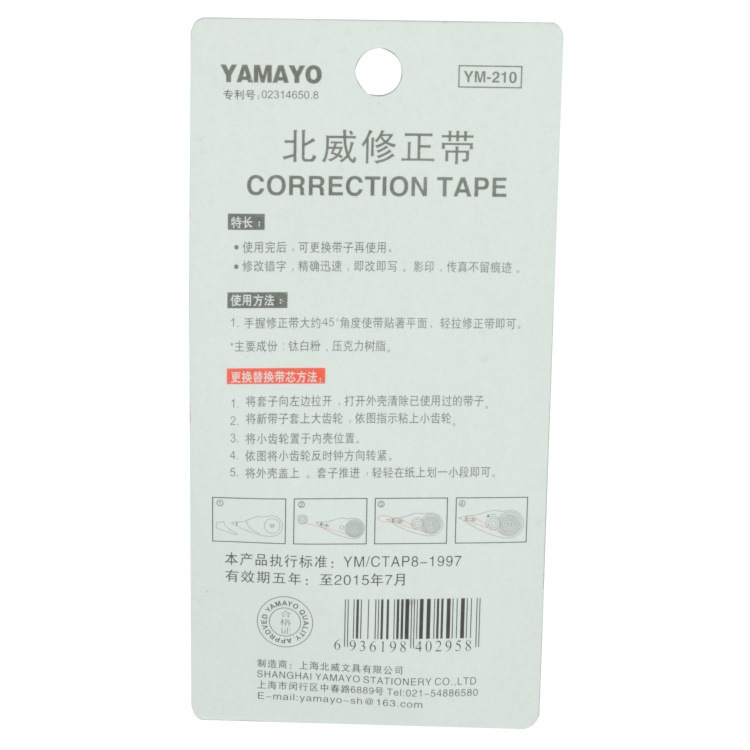 YAMAYO
专利号:02314650.8
YM-210
北威修正带
CORRECTION TAPE
特长:
• 使用完后，可更换带子再使用。
• 修改错字，精确迅速，即改即写。影印，传真不留痕迹。
使用方法:
1. 手握修正带大约45°角度使带贴著平面，轻拉修正带即可。
*主要成份:钛白粉，压克力树脂。
更换替换带芯方法:
1. 将套子向左边拉开，打开外壳清除已使用过的带子。
2. 将新带子套上大齿轮，依图指示粘上小齿轮。
3. 将小齿轮置于内壳位置。
4. 依图将小齿轮反时钟方向转紧。
5. 将外壳盖上。套子推进，轻轻在纸上划一小段即可。
① ② ③ ④
本产品执行标准: YM/CTAP8-1997
有效期五年: 至2015年7月
APPROVED YAMAYO QUALITY
合格证
6 936198 402958
制造商:上海北威文具有限公司
SHANGHAI YAMAYO STATIONERY CO.,LTD
上海市闵行区中春路6889号 Tel:021-54886580
E-mail:yamayo-sh@163.com